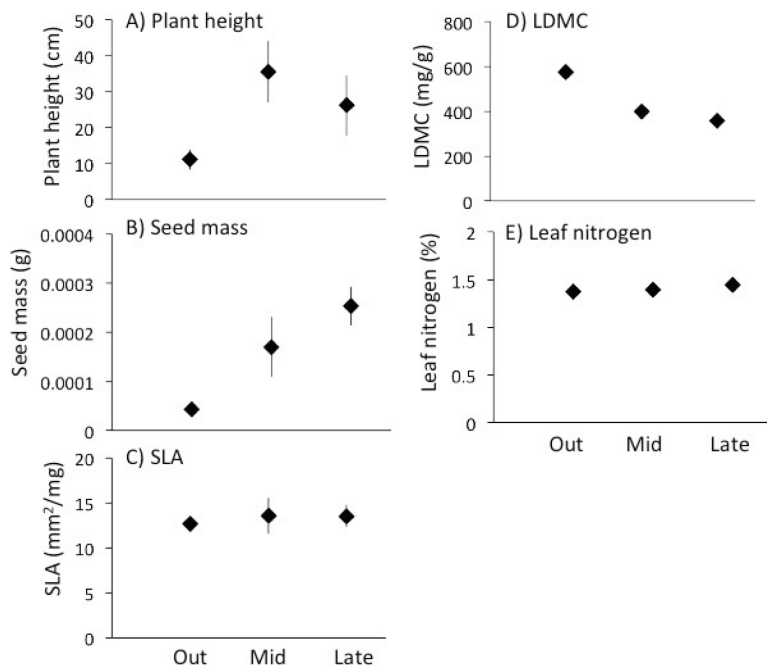 A) Plant height
Plant height (cm)
50
40
30
20
10
0
B) Seed mass
Seed mass (g)
0.0004
0.0003
0.0002
0.0001
0
C) SLA
SLA (mm²/mg)
20
15
10
5
0
Out Mid Late
D) LDMC
LDMC (mg/g)
800
600
400
200
0
E) Leaf nitrogen
Leaf nitrogen (%)
2
1.5
1
0.5
0
Out Mid Late